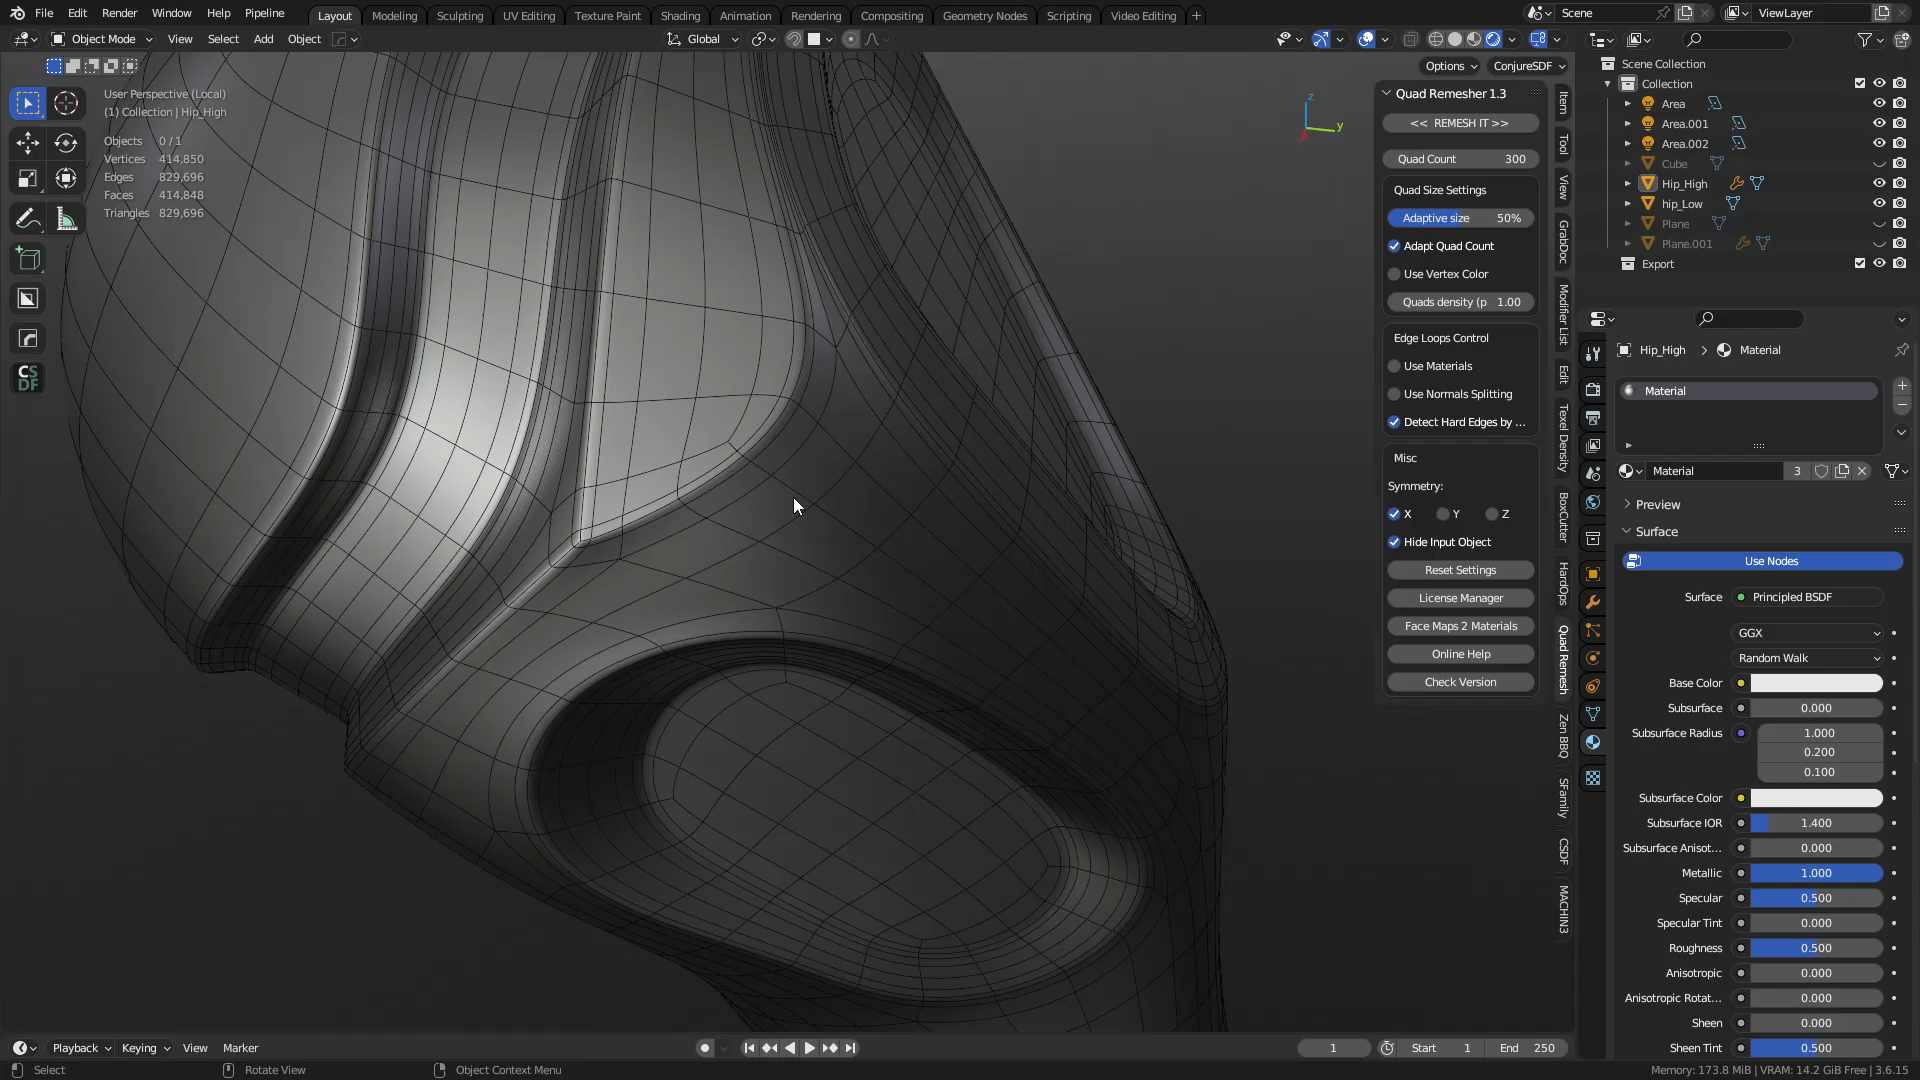 File Edit Render Window Help Pipeline Layout Modeling Sculpting UV Editing Texture Paint Shading Animation Rendering Compositing Geometry Nodes Scripting Video Editing + Scene ViewLayer
Object Mode View Select Add Object Global
Options ConjureSDF
User Perspective (Local)
(1) Collection | Hip_High
Objects 0 / 1
Vertices 414,850
Edges 829,696
Faces 414,848
Triangles 829,696
CSDF
z
y
Quad Remesher 1.3
<< REMESH IT >>
Quad Count 300
Quad Size Settings
Adaptive size 50%
Adapt Quad Count
Use Vertex Color
Quads density (p 1.00
Edge Loops Control
Use Materials
Use Normals Splitting
Detect Hard Edges by ...
Misc
Symmetry:
X Y Z
Hide Input Object
Reset Settings
License Manager
Face Maps 2 Materials
Online Help
Check Version
Item
Tool
View
GrabDoc
Modifier List
Edit
Texel Density
BoxCutter
HardOps
Quad Remesh
Zen BBQ
SFamily
CSDF
MACHIN3
Scene Collection
Collection
Area
Area.001
Area.002
Cube
Hip_High
hip_Low
Plane
Plane.001
Export
Hip_High > Material
Material
Material 3
Preview
Surface
Use Nodes
Surface Principled BSDF
GGX
Random Walk
Base Color
Subsurface 0.000
Subsurface Radius 1.000
0.200
0.100
Subsurface Color
Subsurface IOR 1.400
Subsurface Anisot... 0.000
Metallic 1.000
Specular 0.500
Specular Tint 0.000
Roughness 0.500
Anisotropic 0.000
Anisotropic Rotat... 0.000
Sheen 0.000
Sheen Tint 0.500
Playback Keying View Marker 1 Start 1 End 250
Select Rotate View Object Context Menu Memory: 173.8 MiB | VRAM: 14.2 GiB Free | 3.6.15